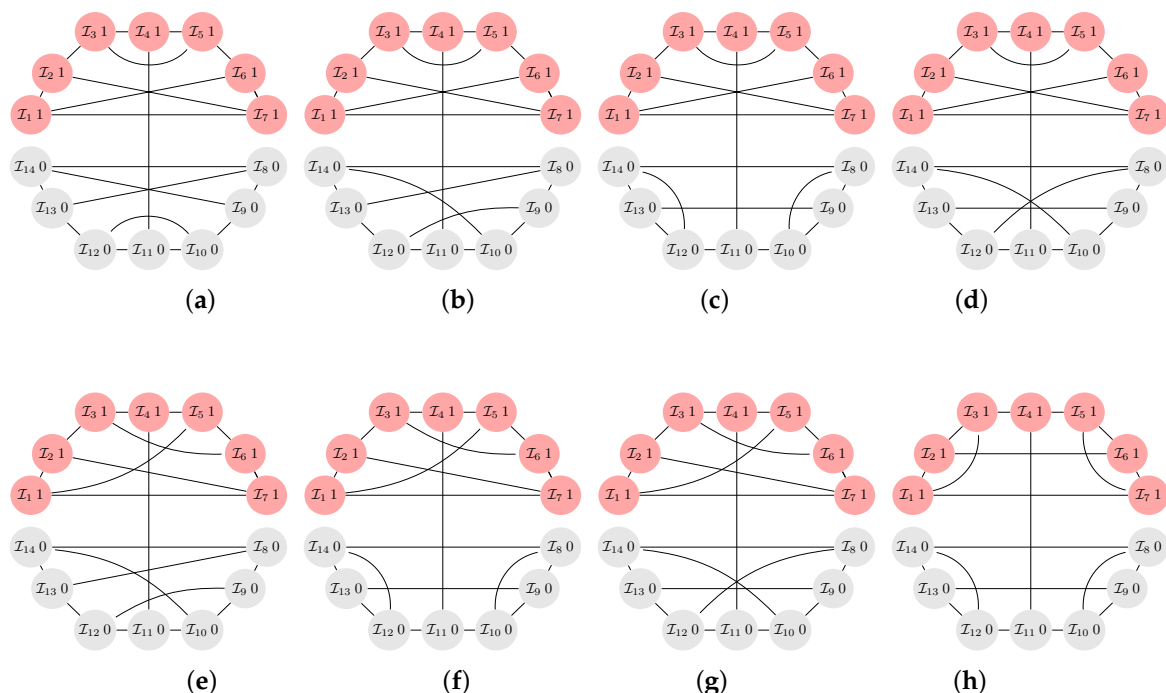 I3 1 I4 1 I5 1 I3 1 I4 1 I5 1 I3 1 I4 1 I5 1 I3 1 I4 1 I5 1
I2 1 I6 1 I2 1 I6 1 I2 1 I6 1 I2 1 I6 1
I1 1 I7 1 I1 1 I7 1 I1 1 I7 1 I1 1 I7 1
I14 0 I8 0 I14 0 I8 0 I14 0 I8 0 I14 0 I8 0
I13 0 I9 0 I13 0 I9 0 I13 0 I9 0 I13 0 I9 0
I12 0 I11 0 I10 0 I12 0 I11 0 I10 0 I12 0 I11 0 I10 0 I12 0 I11 0 I10 0
(a) (b) (c) (d)
I3 1 I4 1 I5 1 I3 1 I4 1 I5 1 I3 1 I4 1 I5 1 I3 1 I4 1 I5 1
I2 1 I6 1 I2 1 I6 1 I2 1 I6 1 I2 1 I6 1
I1 1 I7 1 I1 1 I7 1 I1 1 I7 1 I1 1 I7 1
I14 0 I8 0 I14 0 I8 0 I14 0 I8 0 I14 0 I8 0
I13 0 I9 0 I13 0 I9 0 I13 0 I9 0 I13 0 I9 0
I12 0 I11 0 I10 0 I12 0 I11 0 I10 0 I12 0 I11 0 I10 0 I12 0 I11 0 I10 0
(e) (f) (g) (h)